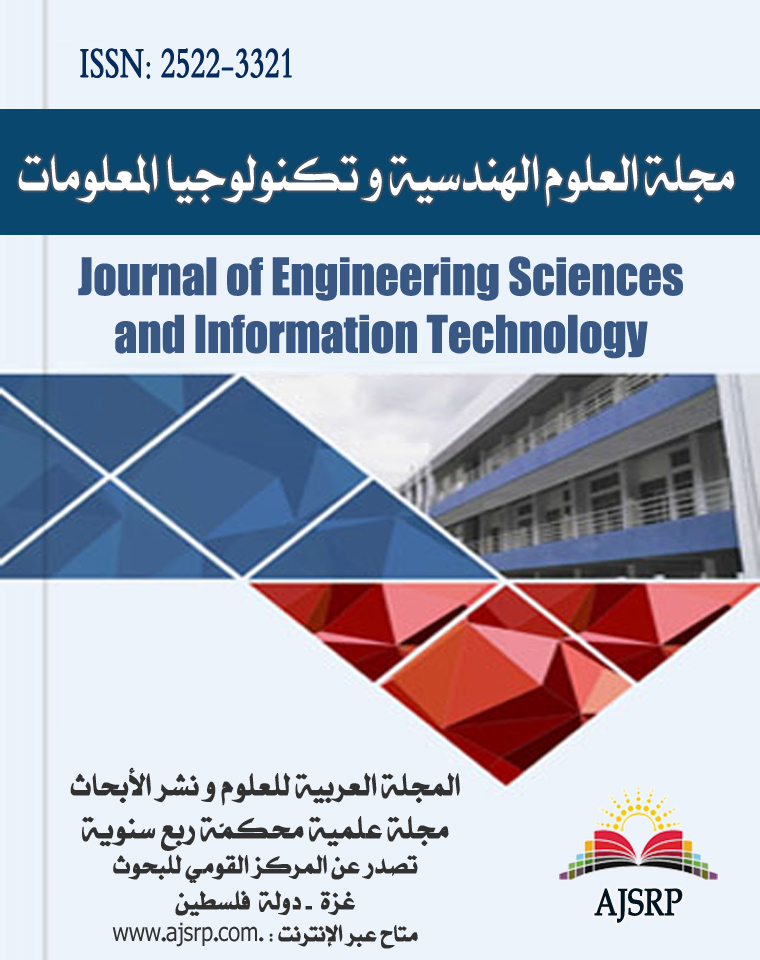 ISSN: 2522-3321
مجلة العلوم الهندسية و تكنولوجيا المعلومات
Journal of Engineering Sciences
and Information Technology
المجلة العربية للعلوم و نشر الأبحاث
مجلة علمية محكمة ربع سنوية
تصدر عن المركز القومي للبحوث
غزة - دولة فلسطين
متاح عبر الإنترنت : www.ajsrp.com.
AJSRP